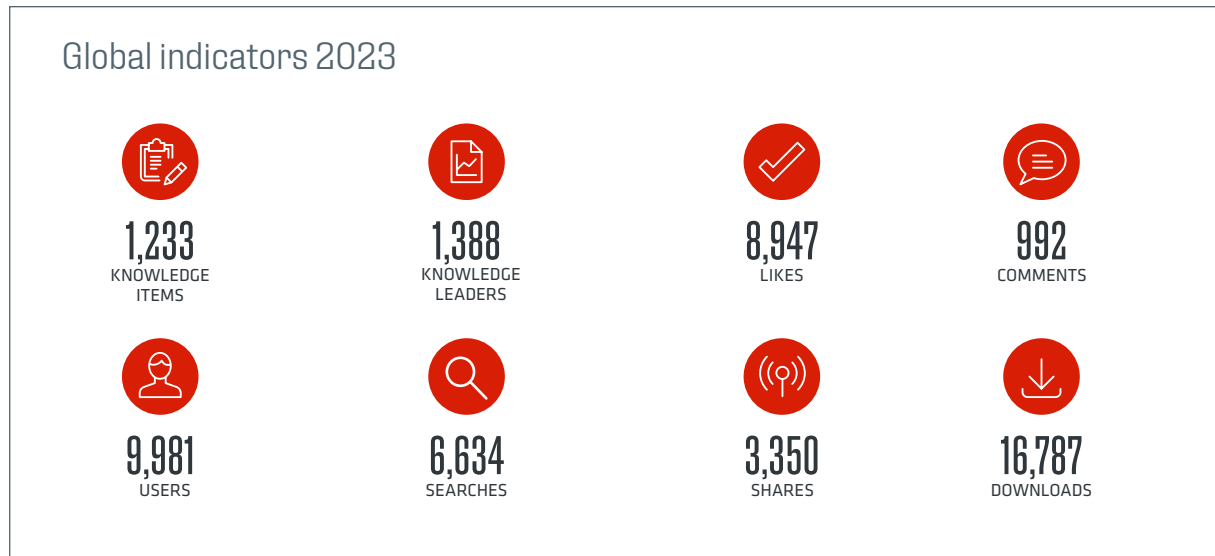 Global indicators 2023
1,233
KNOWLEDGE
ITEMS
1,388
KNOWLEDGE
LEADERS
8,947
LIKES
992
COMMENTS
9,981
USERS
6,634
SEARCHES
3,350
SHARES
16,787
DOWNLOADS